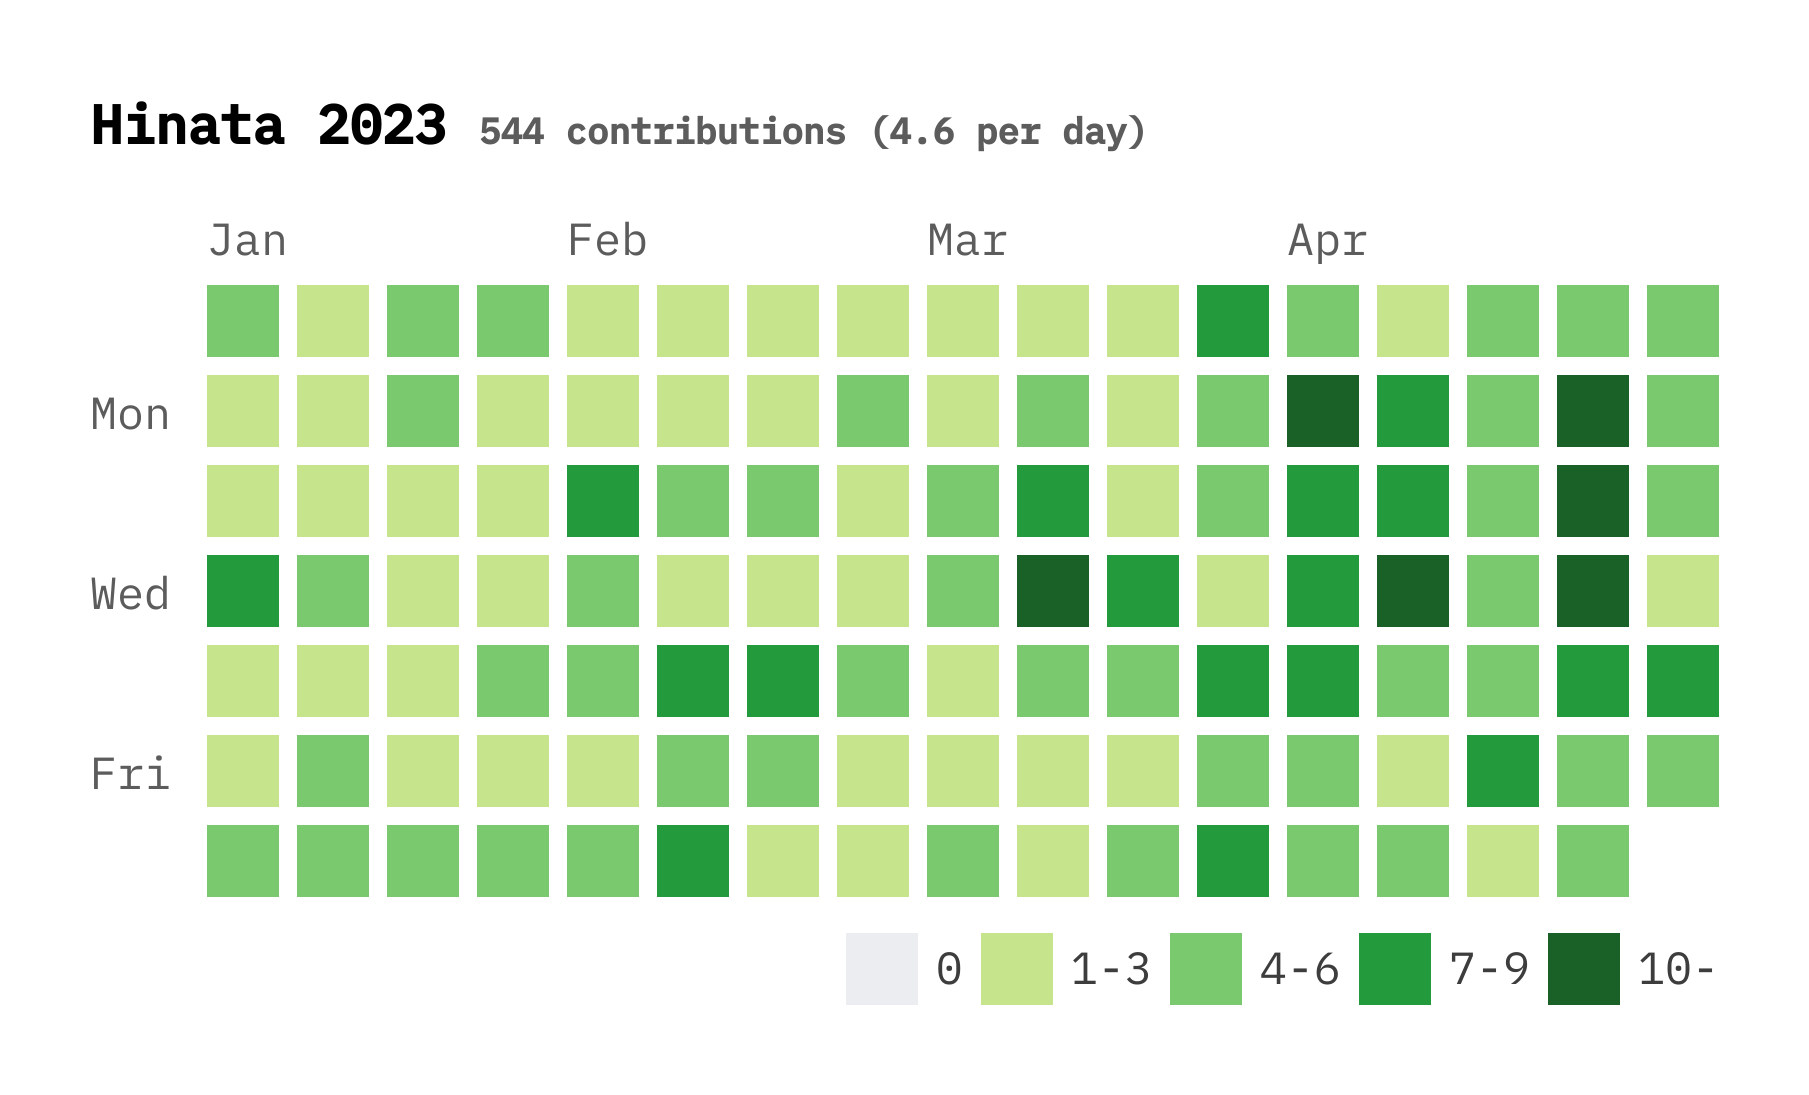 Hinata 2023 544 contributions (4.6 per day)
Jan Feb Mar Apr
Mon
Wed
Fri
0 1-3 4-6 7-9 10-